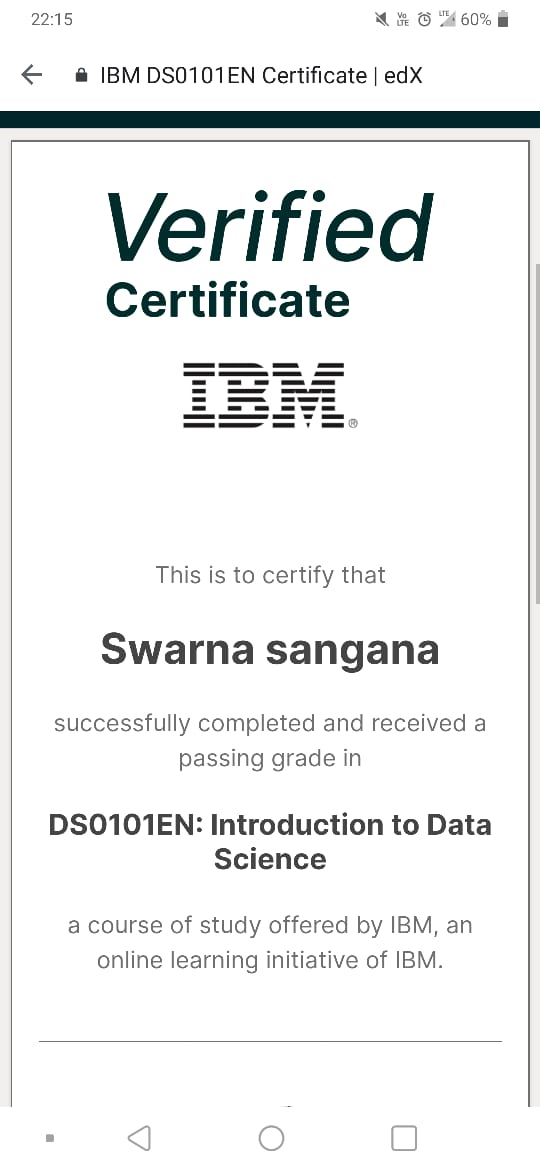 22:15
Vo LTE LTE 60%
IBM DS0101EN Certificate | edX
Verified
Certificate
IBM®
This is to certify that
Swarna sangana
successfully completed and received a
passing grade in
DS0101EN: Introduction to Data
Science
a course of study offered by IBM, an
online learning initiative of IBM.